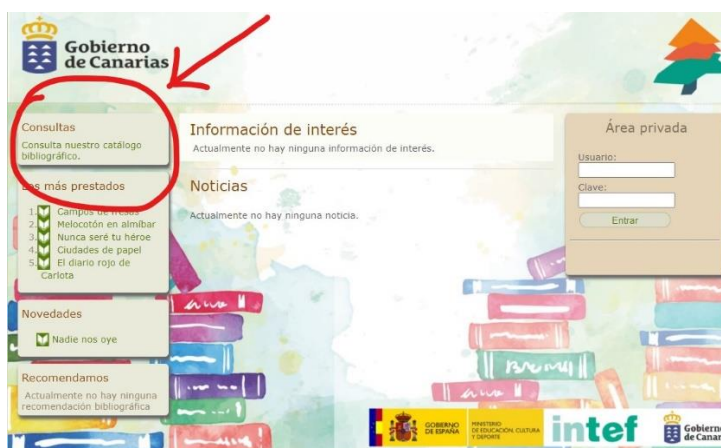 Gobierno
de Canarias
Consultas
Consulta nuestro catálogo
bibliográfico.
Los más prestados
1. Campos de fresas
2. Melocotón en almíbar
3. Nunca seré tu héroe
4. Ciudades de papel
5. El diario rojo de
Carlota
Novedades
Nadie nos oye
Recomendamos
Actualmente no hay ninguna
recomendación bibliográfica
Información de interés
Actualmente no hay ninguna información de interés.
Noticias
Actualmente no hay ninguna noticia.
Área privada
Usuario:
Clave:
Entrar
GOBIERNO
DE ESPAÑA
MINISTERIO
DE EDUCACIÓN, CULTURA
Y DEPORTE
intef
Gobierno
de Canarias